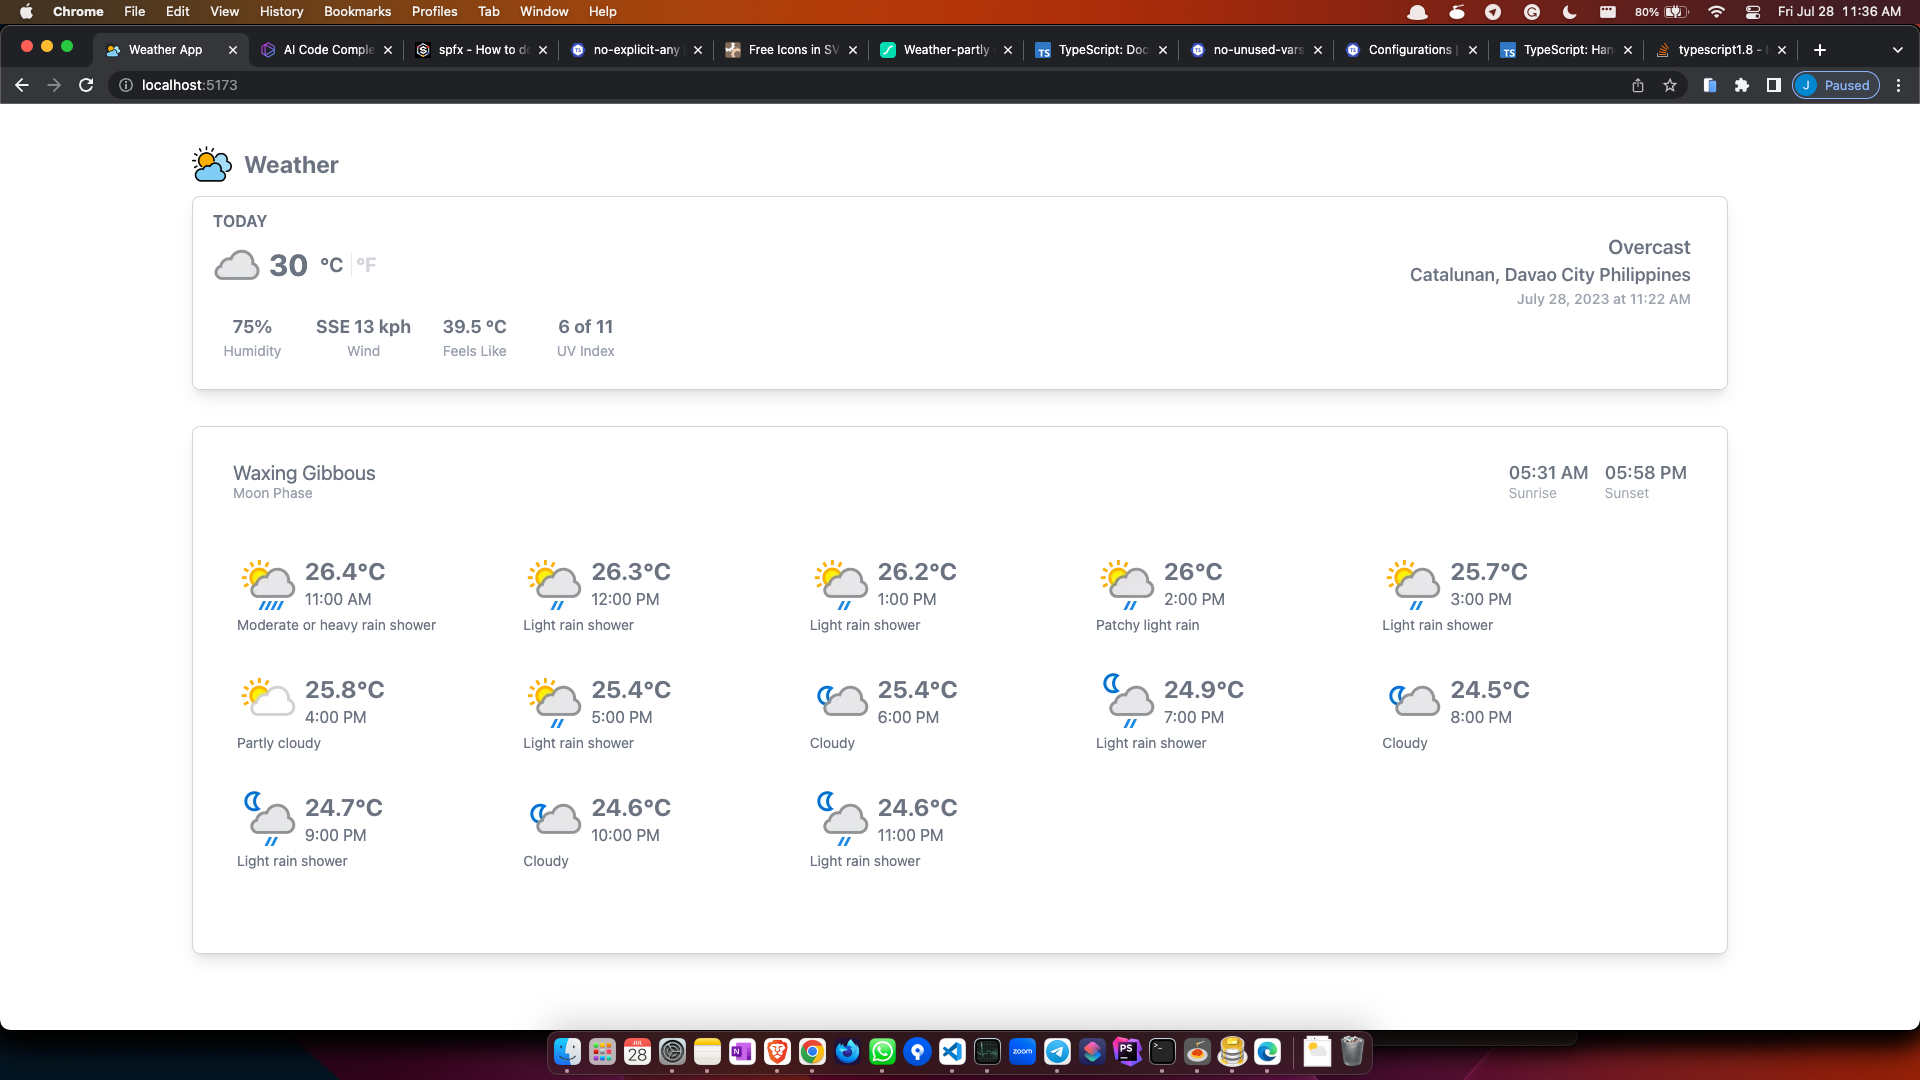 Chrome File Edit View History Bookmarks Profiles Tab Window Help 80% Fri Jul 28 11:36 AM
Weather App AI Code Comple spfx - How to de no-explicit-any Free Icons in SV Weather-partly TypeScript: Doc no-unused-vars Configurations TypeScript: Han typescript1.8 -
localhost:5173 J Paused
Weather
TODAY
30 °C °F
Overcast
Catalunan, Davao City Philippines
July 28, 2023 at 11:22 AM
75% SSE 13 kph 39.5 °C 6 of 11
Humidity Wind Feels Like UV Index
Waxing Gibbous 05:31 AM 05:58 PM
Moon Phase Sunrise Sunset
26.4°C 26.3°C 26.2°C 26°C 25.7°C
11:00 AM 12:00 PM 1:00 PM 2:00 PM 3:00 PM
Moderate or heavy rain shower Light rain shower Light rain shower Patchy light rain Light rain shower
25.8°C 25.4°C 25.4°C 24.9°C 24.5°C
4:00 PM 5:00 PM 6:00 PM 7:00 PM 8:00 PM
Partly cloudy Light rain shower Cloudy Light rain shower Cloudy
24.7°C 24.6°C 24.6°C
9:00 PM 10:00 PM 11:00 PM
Light rain shower Cloudy Light rain shower
JUL
28 N zoom PS